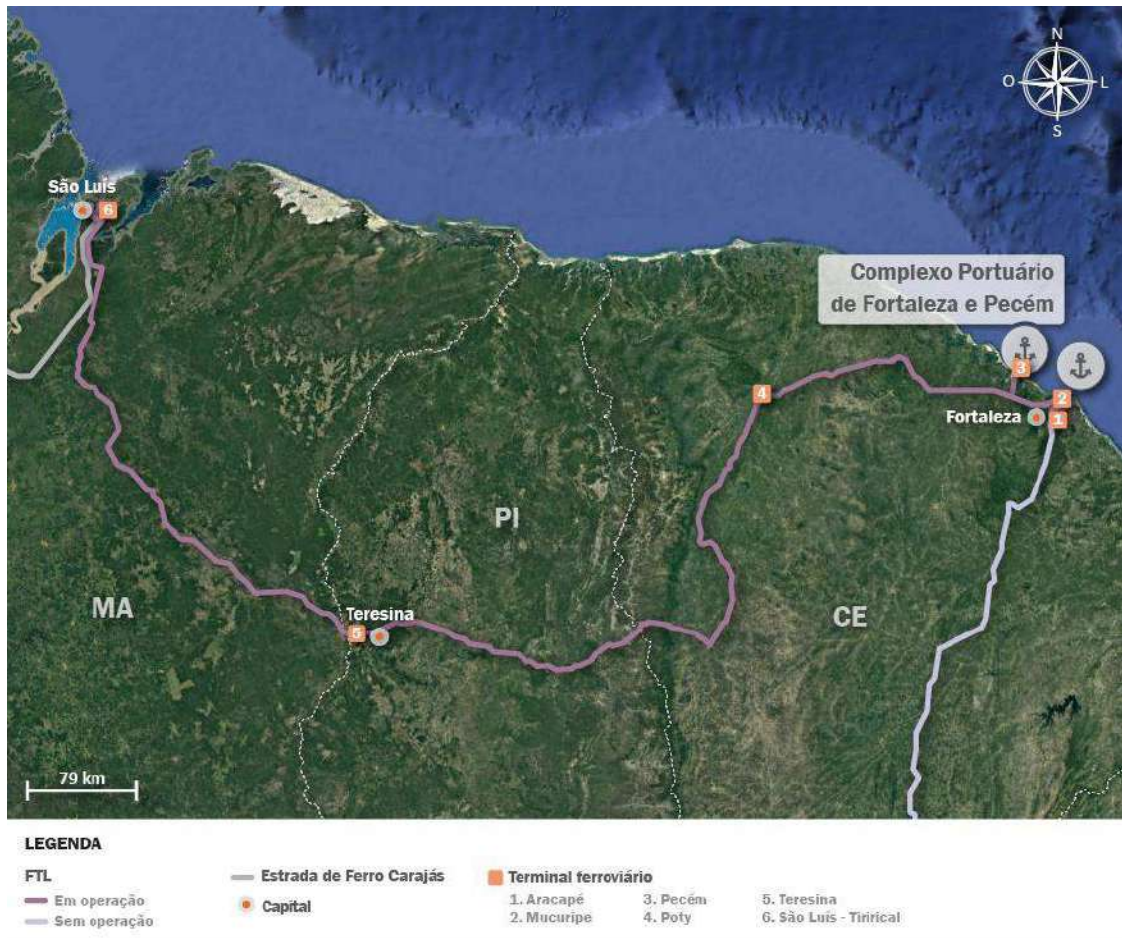 N
O
L
S
São Luís
6
Complexo Portuário
de Fortaleza e Pecém
3
4
2
Fortaleza
1
PI
MA
Teresina
5
CE
79 km
LEGENDA
FTL
Em operação
Sem operação
Estrada de Ferro Carajás
Capital
Terminal ferroviário
1. Aracapé
2. Mucuripe
3. Pecém
4. Poty
5. Teresina
6. São Luís - Tirirical